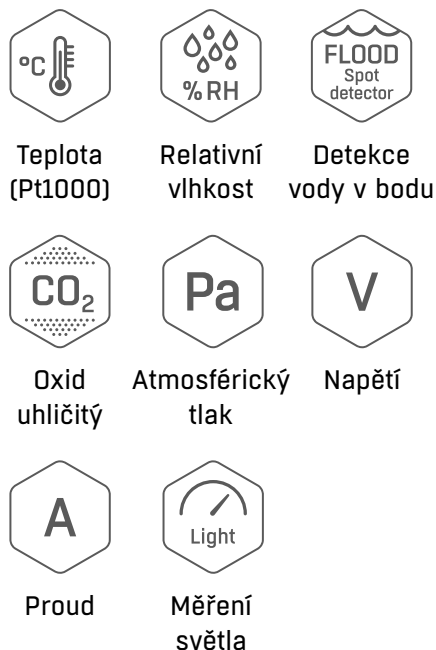 °C
% RH
FLOOD
Spot
detector
Teplota
(Pt1000)
Relativní
vlhkost
Detekce
vody v bodu
CO₂
Pa
V
Oxid
uhličitý
Atmosférický
tlak
Napětí
A
Light
Proud
Měření
světla